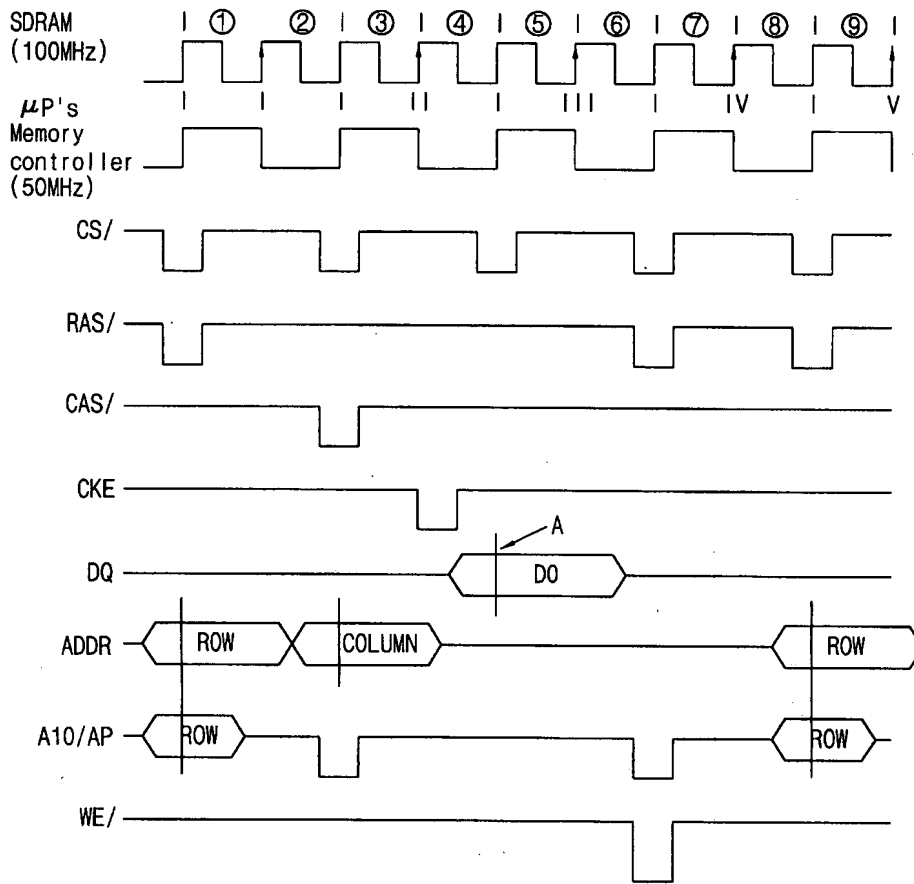 SDRAM
(100MHz)
| ① | ② | ③ | ④ | ⑤ | ⑥ | ⑦ | ⑧ | ⑨ |
μP's
Memory
controller
(50MHz)
| | | II | III | IV | V
CS/
RAS/
CAS/
CKE
A
DQ
D0
ADDR
ROW
COLUMN
ROW
A10/AP
ROW
ROW
WE/